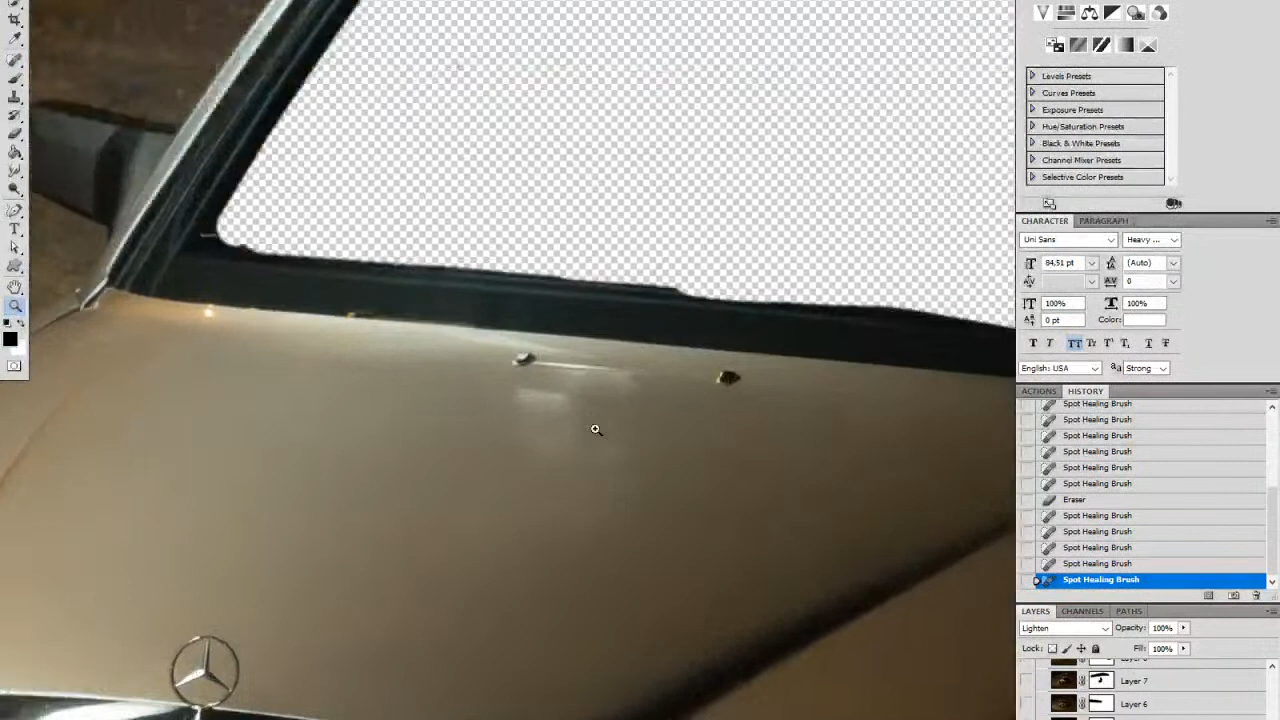 Levels Presets
Curves Presets
Exposure Presets
Hue/Saturation Presets
Black & White Presets
Channel Mixer Presets
Selective Color Presets
CHARACTER PARAGRAPH
Uni Sans Heavy ...
84,51 pt (Auto)
0
100% 100%
0 pt Color:
T T TT Tr T' T, T T
English: USA aa Strong
ACTIONS HISTORY
Spot Healing Brush
Spot Healing Brush
Spot Healing Brush
Spot Healing Brush
Spot Healing Brush
Spot Healing Brush
Eraser
Spot Healing Brush
Spot Healing Brush
Spot Healing Brush
Spot Healing Brush
Spot Healing Brush
LAYERS CHANNELS PATHS
Lighten Opacity: 100%
Lock: Fill: 100%
Layer 7
Layer 6